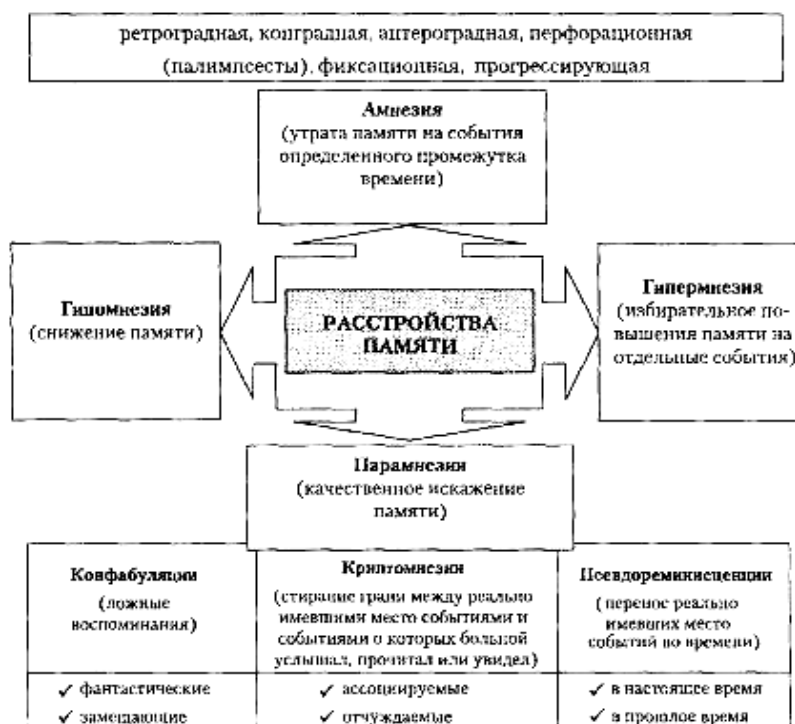 ретроградная, конградная, антероградная, перфорационная
(палимпсесты), фиксационная, прогрессирующая
Амнезия
(утрата памяти на события
определенного промежутка
времени)
Гипомнезия
(снижение памяти)
РАССТРОЙСТВА
ПАМЯТИ
Гипермнезия
(избирательное по-
вышения памяти на
отдельные события)
Парамнезии
(качественное искажение
памяти)
Конфабуляции
(ложные
воспоминания)
✓ фантастические
✓ замещающие
Криптомнезии
(стирание грани между реально
имевшими место событиями и
событиями о которых больной
услышал, прочитал или увидел)
✓ ассоциируемые
✓ отчуждаемые
Псевдореминисценции
(перенос реально
имевших место
событий во времени)
✓ в настоящее время
✓ в прошлое время